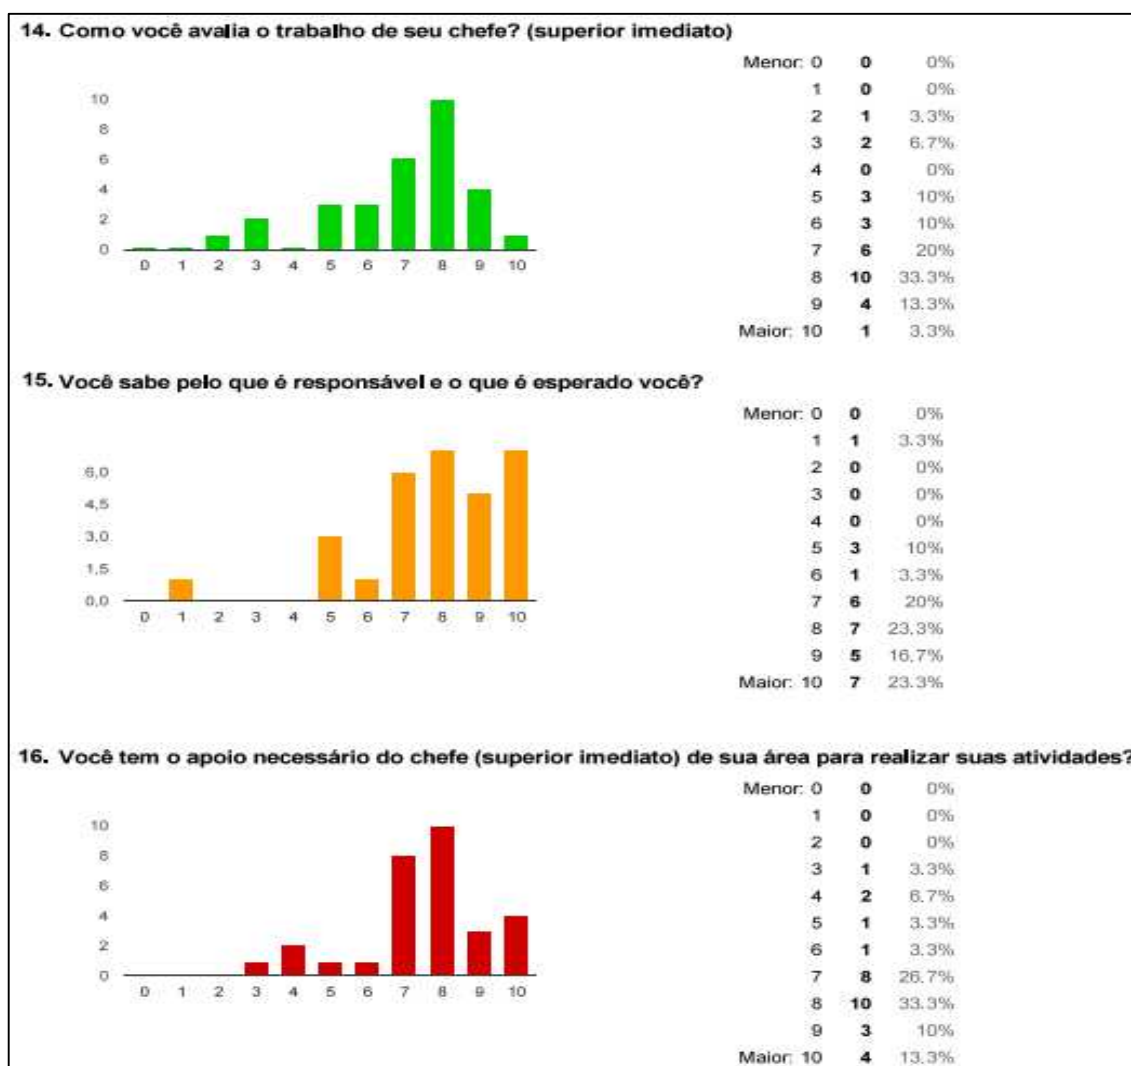 14. Como você avalia o trabalho de seu chefe? (superior imediato)
Menor: 0 0 0%
1 0 0%
2 1 3.3%
3 2 6.7%
4 0 0%
5 3 10%
6 3 10%
7 6 20%
8 10 33.3%
9 4 13.3%
Maior: 10 1 3.3%
10
8
6
4
2
0
0 1 2 3 4 5 6 7 8 9 10
15. Você sabe pelo que é responsável e o que é esperado você?
Menor: 0 0 0%
1 1 3.3%
2 0 0%
3 0 0%
4 0 0%
5 3 10%
6 1 3.3%
7 6 20%
8 7 23.3%
9 5 16.7%
Maior: 10 7 23.3%
6,0
4,5
3,0
1,5
0,0
0 1 2 3 4 5 6 7 8 9 10
16. Você tem o apoio necessário do chefe (superior imediato) de sua área para realizar suas atividades?
Menor: 0 0 0%
1 0 0%
2 0 0%
3 1 3.3%
4 2 6.7%
5 1 3.3%
6 1 3.3%
7 8 26.7%
8 10 33.3%
9 3 10%
Maior: 10 4 13.3%
10
8
6
4
2
0
0 1 2 3 4 5 6 7 8 9 10